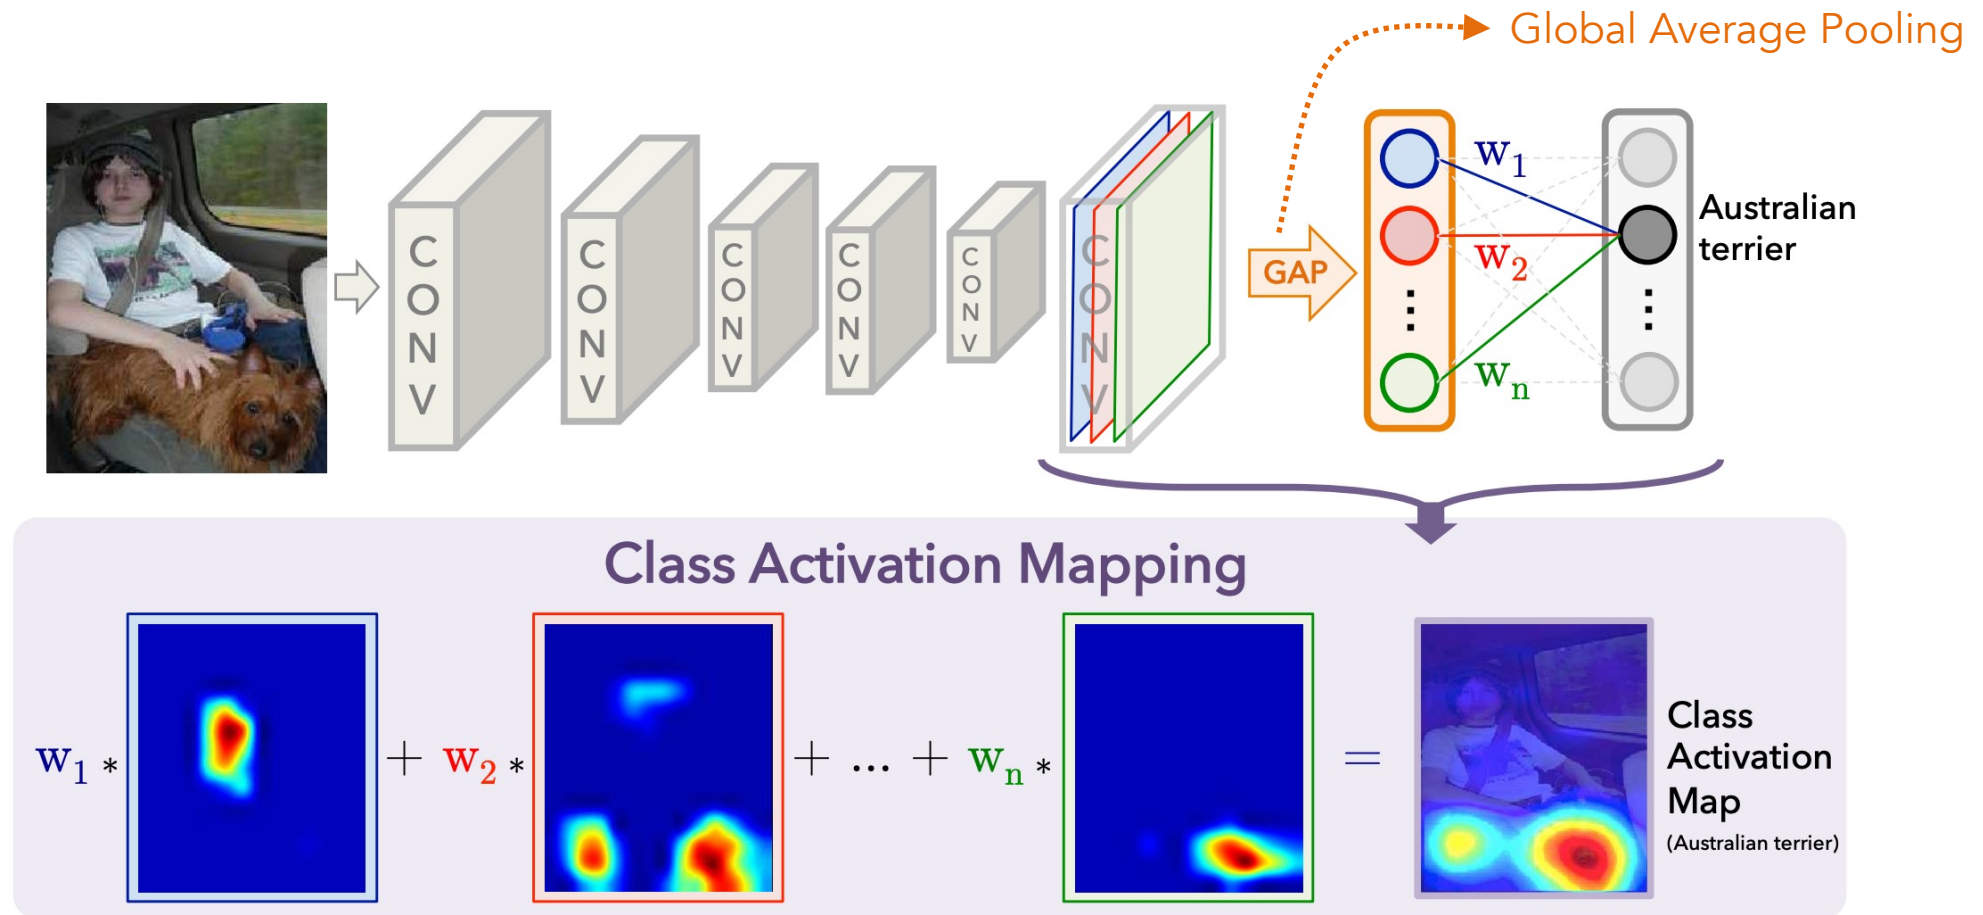 Global Average Pooling
CONV
CONV
CONV
CONV
CONV
CONV
GAP
w1
w2
⋮
wn
Australian
terrier
⋮
Class Activation Mapping
w1 * + w2 * + ... + wn * =
Class
Activation
Map
(Australian terrier)